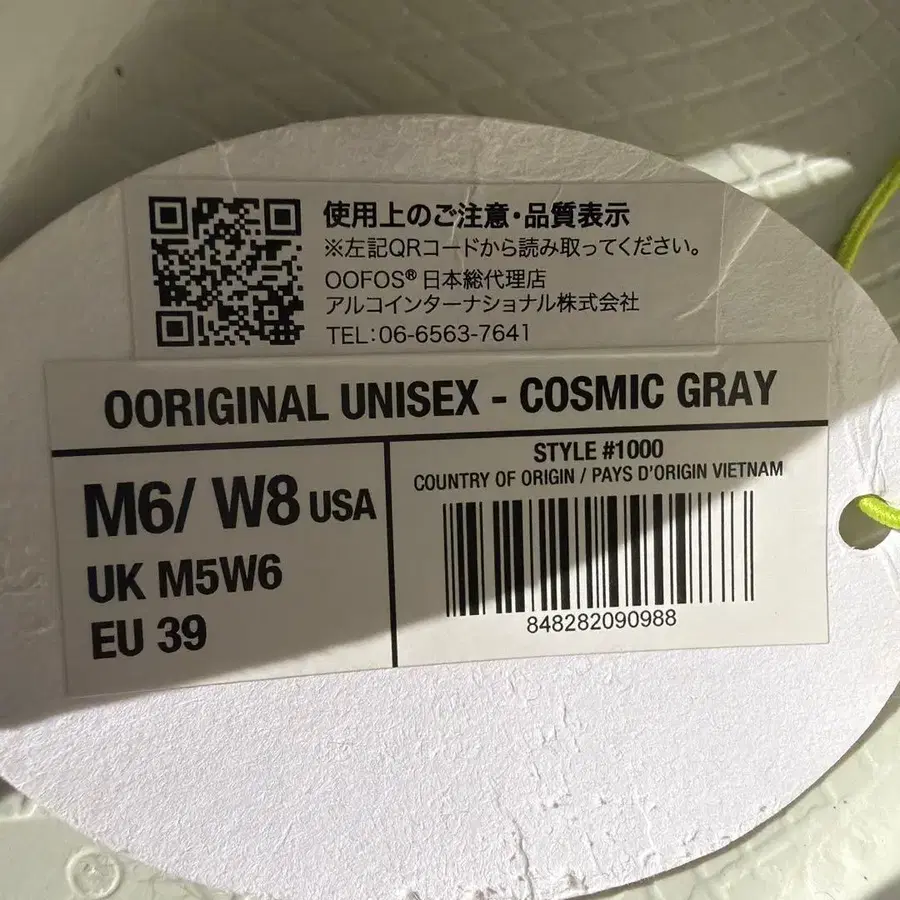 使用上のご注意・品質表示
※左記QRコードから読み取ってください。
OOFOS® 日本総代理店
アルコインターナショナル株式会社
TEL：06-6563-7641
OORIGINAL UNISEX - COSMIC GRAY
M6/ W8 USA
UK M5W6
EU 39
STYLE #1000
COUNTRY OF ORIGIN / PAYS D'ORIGIN VIETNAM
848282090988